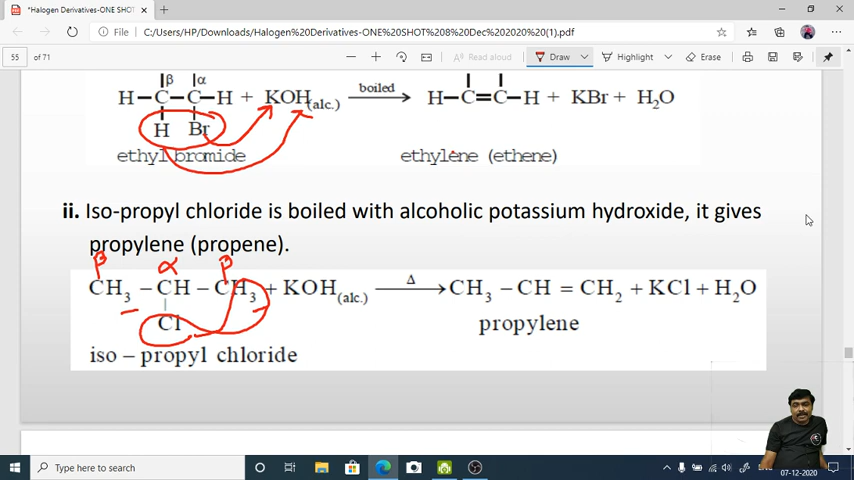 *Halogen Derivatives-ONE SHOT
File
C:/Users/HP/Downloads/Halogen%20Derivatives-ONE%20SHOT%208%20Dec%202020%20(1).pdf
55 of 71
Read aloud
Draw
Highlight
Erase
β α
H–C–C–H + KOH(alc.) boiled H–C=C–H + KBr + H₂O
H Br
ethyl bromide ethylene (ethene)
ii. Iso-propyl chloride is boiled with alcoholic potassium hydroxide, it gives
propylene (propene).
β α β
CH₃ – CH – CH₃ + KOH(alc.) Δ CH₃ – CH = CH₂ + KCl + H₂O
Cl propylene
iso – propyl chloride
Type here to search
07-12-2020